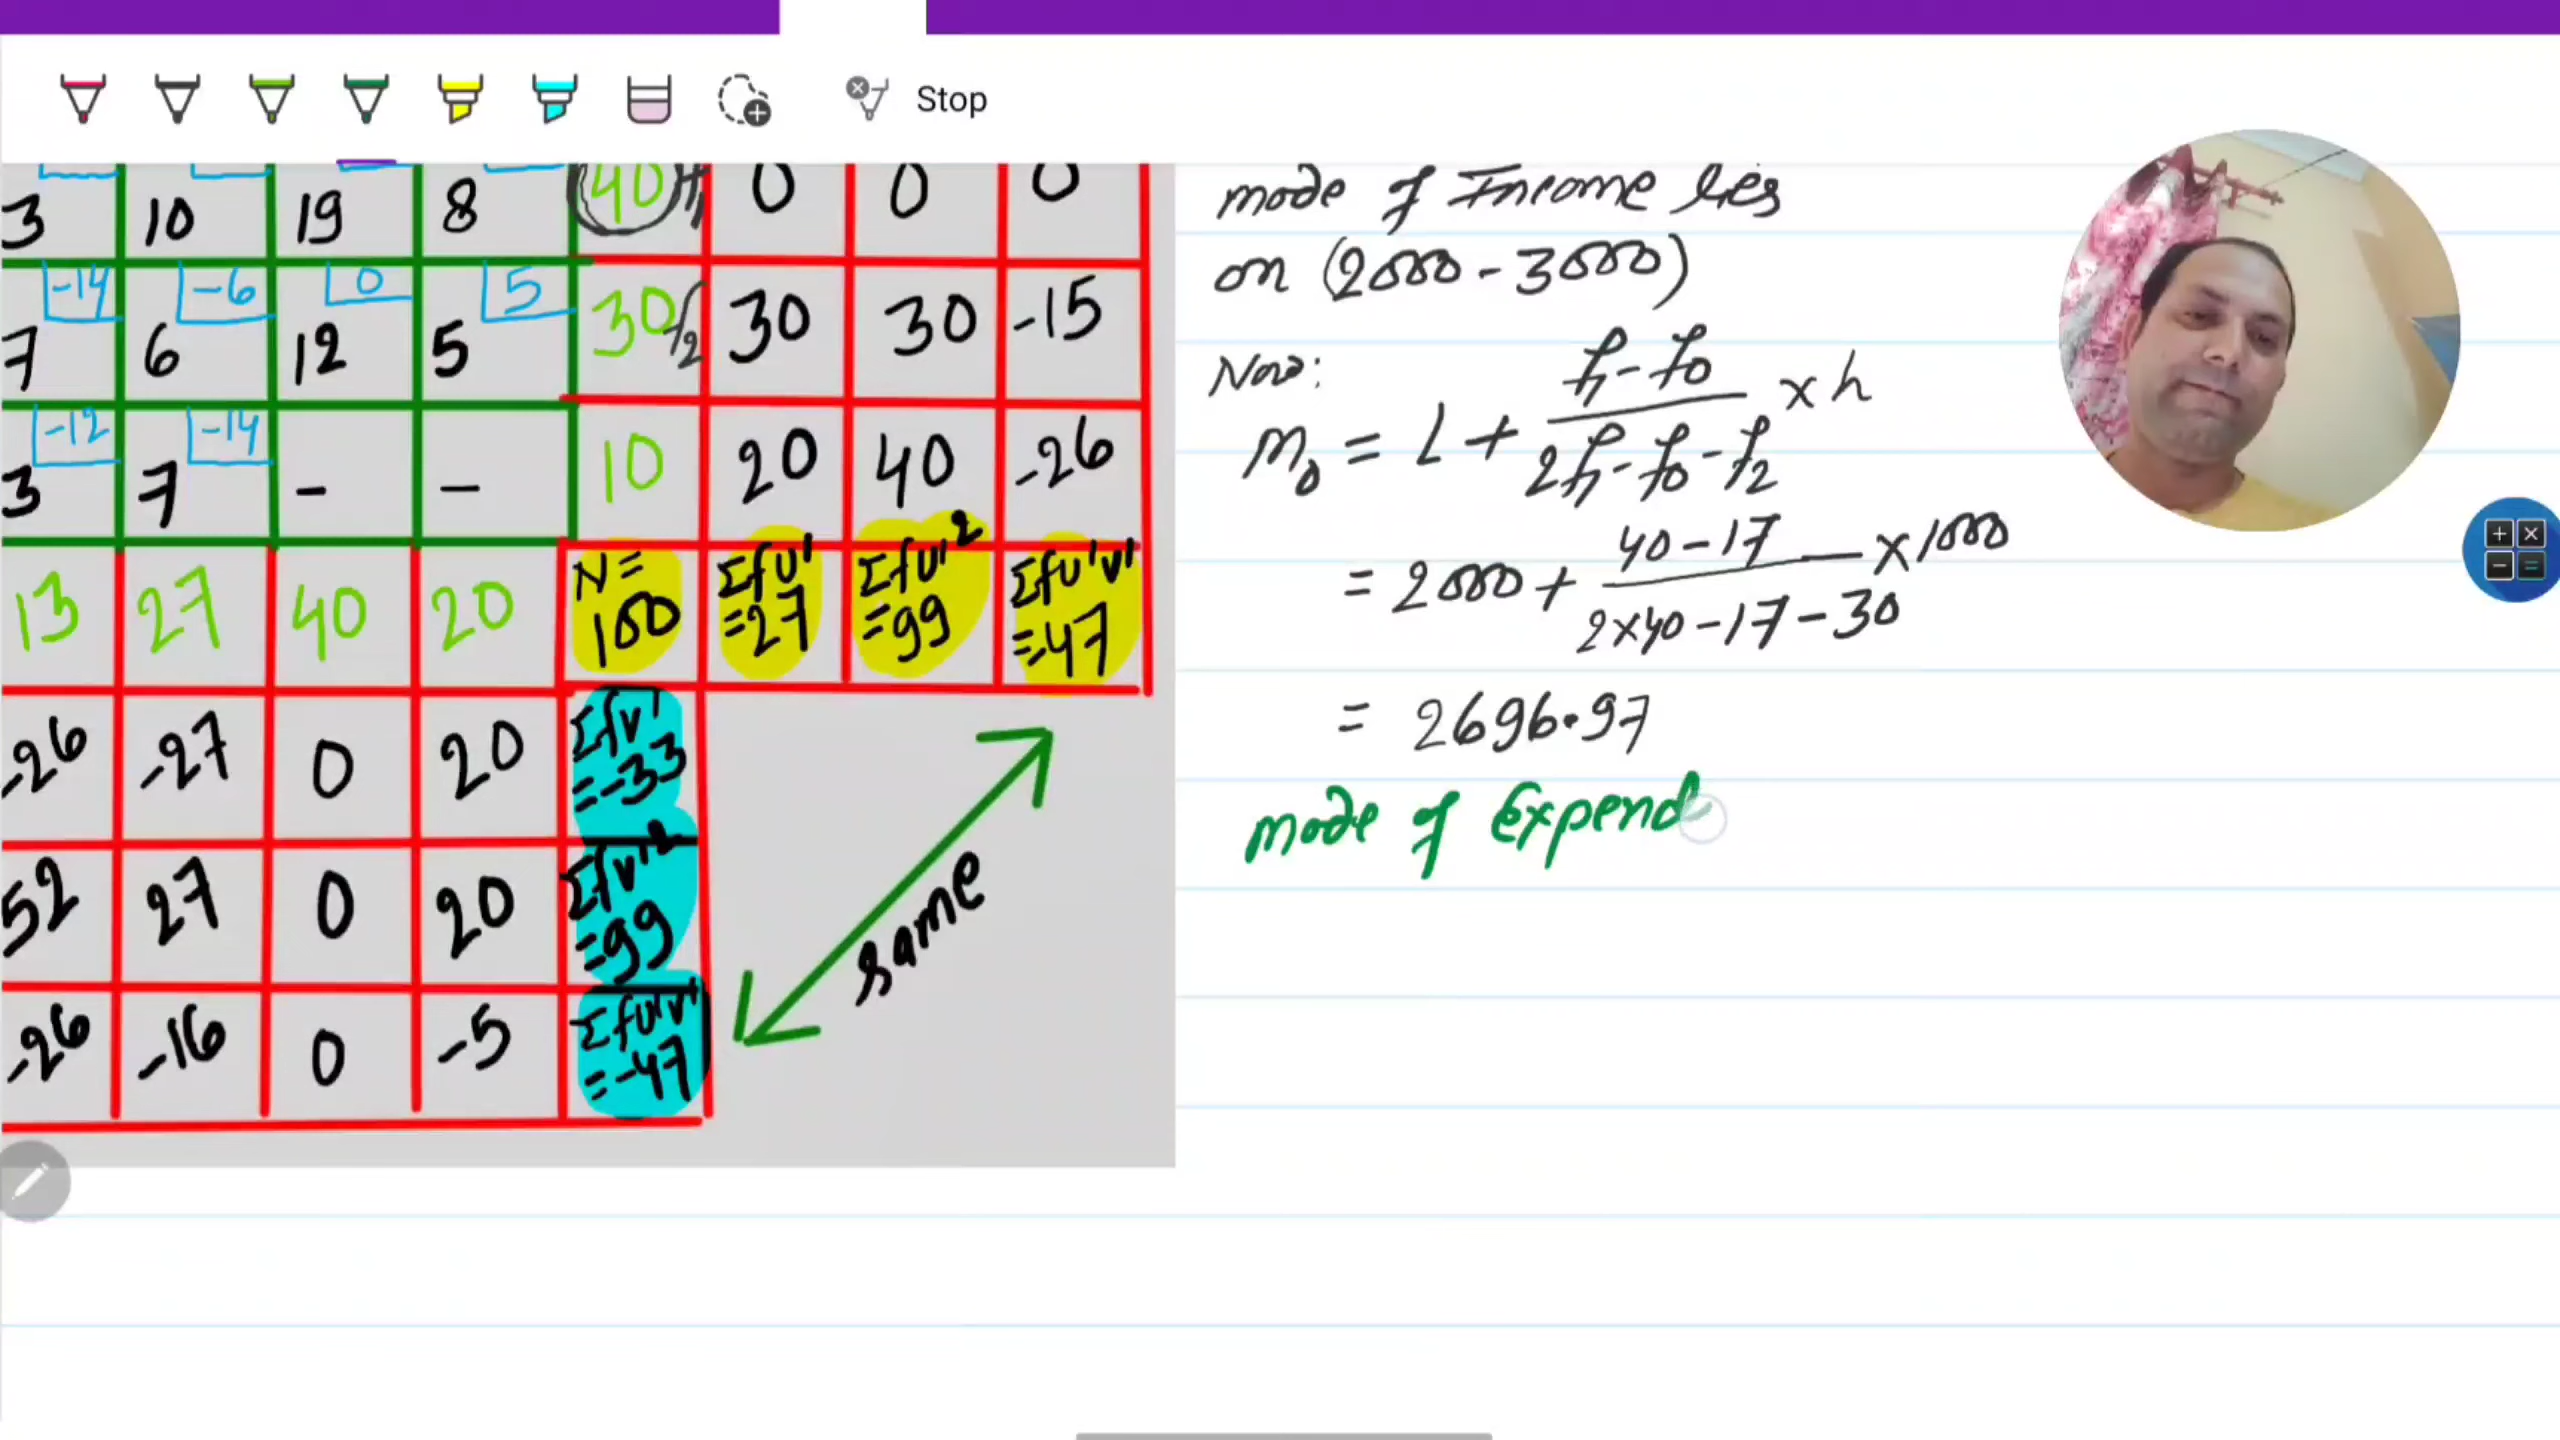 Stop
3 10 19 8 40 f1 0 0 0
-14 -6 0 5
7 6 12 5 30 f2 30 30 -15
-12 -14
3 7 - - 10 20 40 -26
13 27 40 20 N= 100 Σfu' =27 Σfu'2 =99 Σfu'v' =-47
-26 -27 0 20 Σfv' =-33
52 27 0 20 Σfv'2 =99
-26 -16 0 -5 Σfu'v' =-47
same
mode of Income lies
on (2000-3000)
Now:
M0 = L + f1-f0 / 2f1-f0-f2 × h
= 2000 + 40-17 / 2×40-17-30 ×1000
= 2696.97
mode of Expend